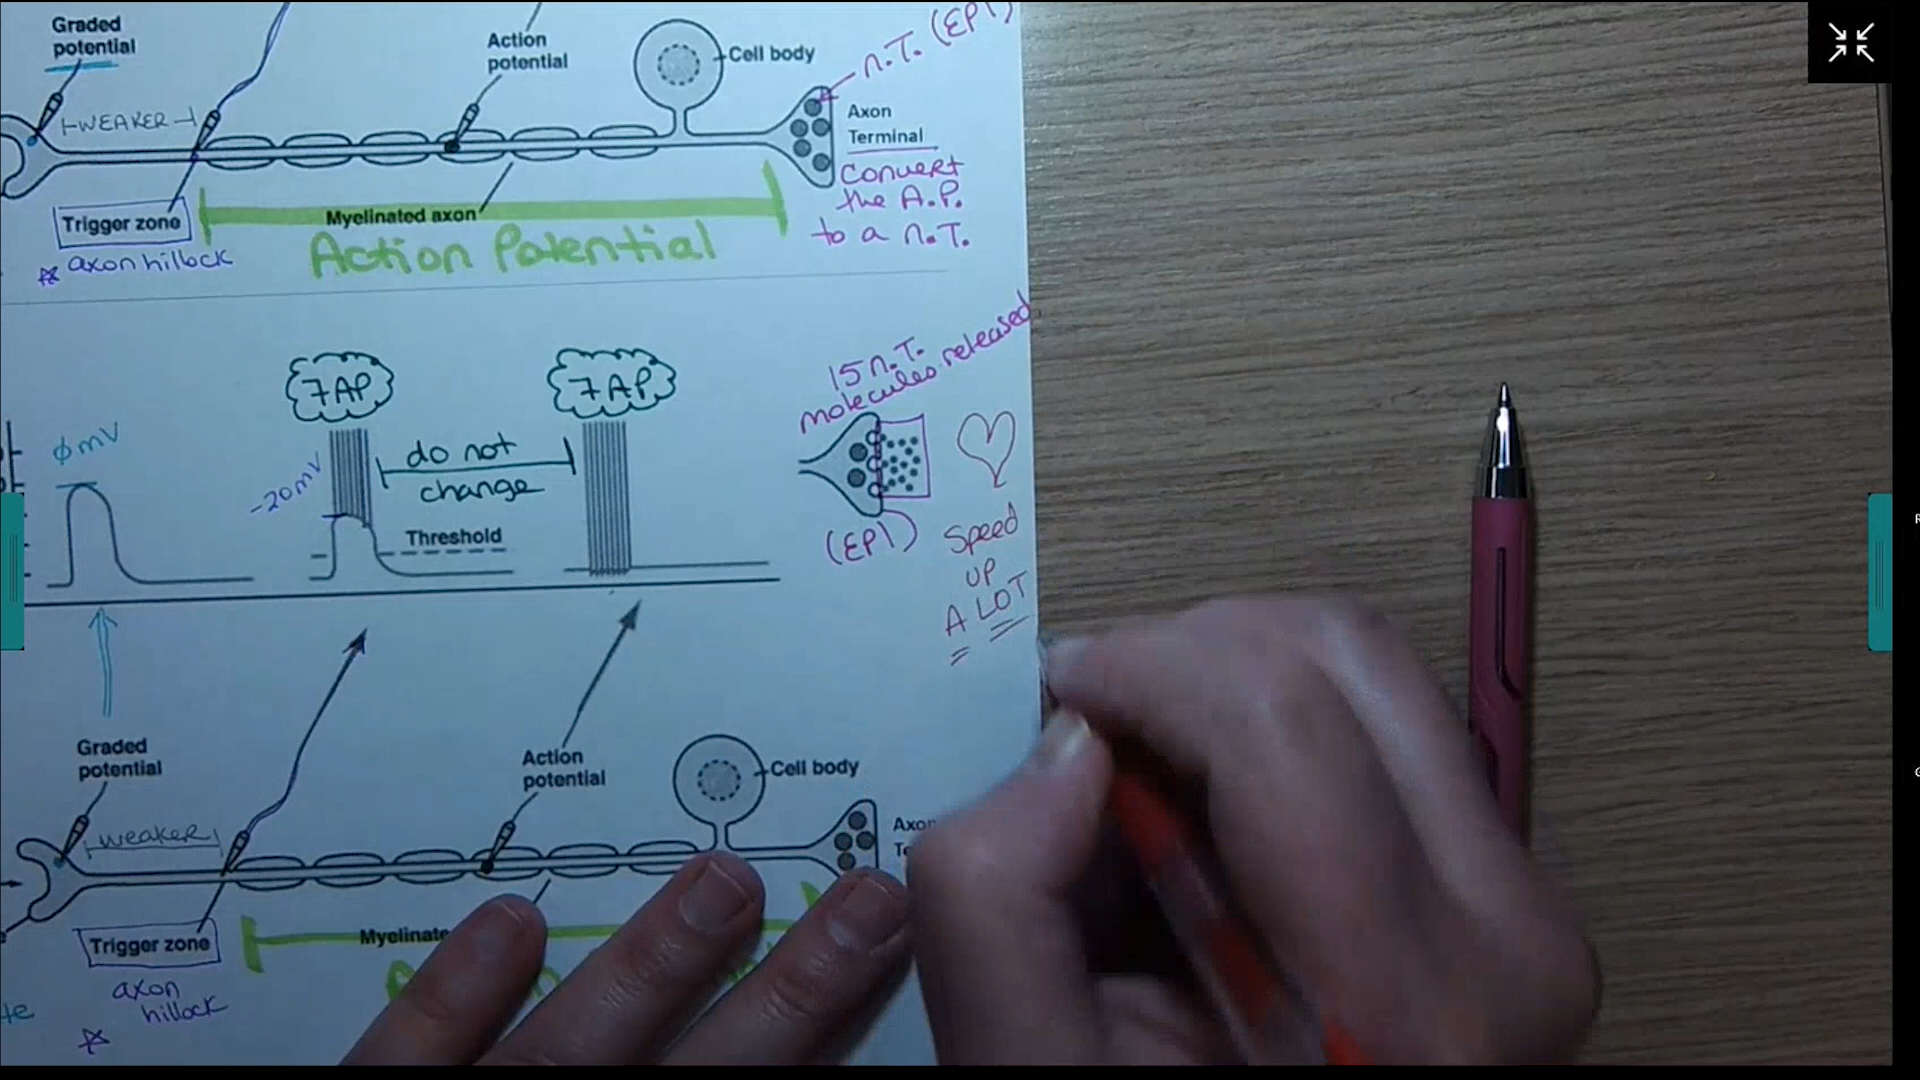 Graded
potential
WEAKER
Action
potential
Cell body
n.T. (EPI)
Axon
Terminal
Convert
the A.P.
to a n.T.
Trigger zone
☆ axon hillock
Myelinated axon
Action Potential
15 n.T.
molecules released
7AP
7AP
ϕmV
-20mV
do not
change
Threshold
(EPI)
Speed
UP
A LOT
Graded
potential
Action
potential
Cell body
weaker
Trigger zone
axon
hillock
☆